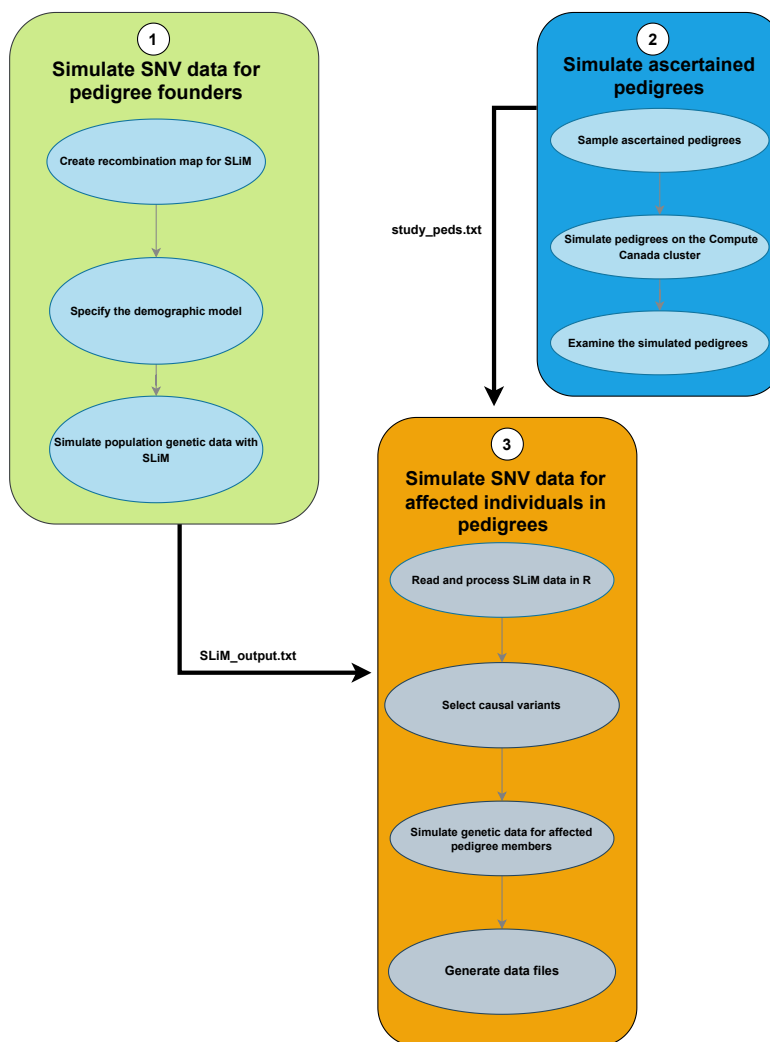 1
Simulate SNV data for
pedigree founders
Create recombination map for SLiM
Specify the demographic model
Simulate population genetic data with
SLiM
SLiM_output.txt
2
Simulate ascertained
pedigrees
Sample ascertained pedigrees
Simulate pedigrees on the Compute
Canada cluster
Examine the simulated pedigrees
study_peds.txt
3
Simulate SNV data for
affected individuals in
pedigrees
Read and process SLiM data in R
Select causal variants
Simulate genetic data for affected
pedigree members
Generate data files